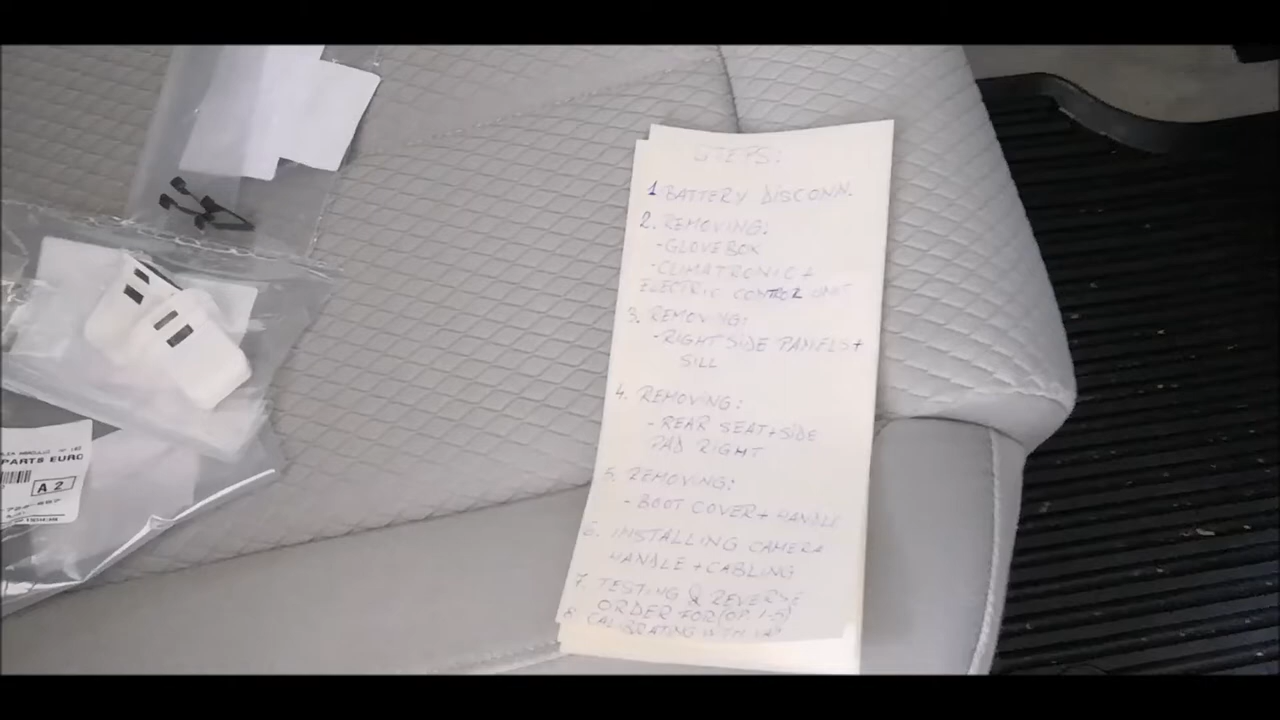 STEPS:
1 BATTERY DISCONN.
2. REMOVING:
-GLOVEBOX
-CLIMATRONIC +
ELECTRIC CONTROL UNIT
3. REMOVING:
-RIGHT SIDE PANELS+
SILL
4. REMOVING:
- REAR SEAT+SIDE
PAD RIGHT
5. REMOVING:
- BOOT COVER+ HANDLE
6. INSTALLING CAMERA
HANDLE +CABLING
7. TESTING & REVERSE
ORDER FOR (OP. 1-5)
8. CALIBRATING WITH
PARTS EURO
A 2